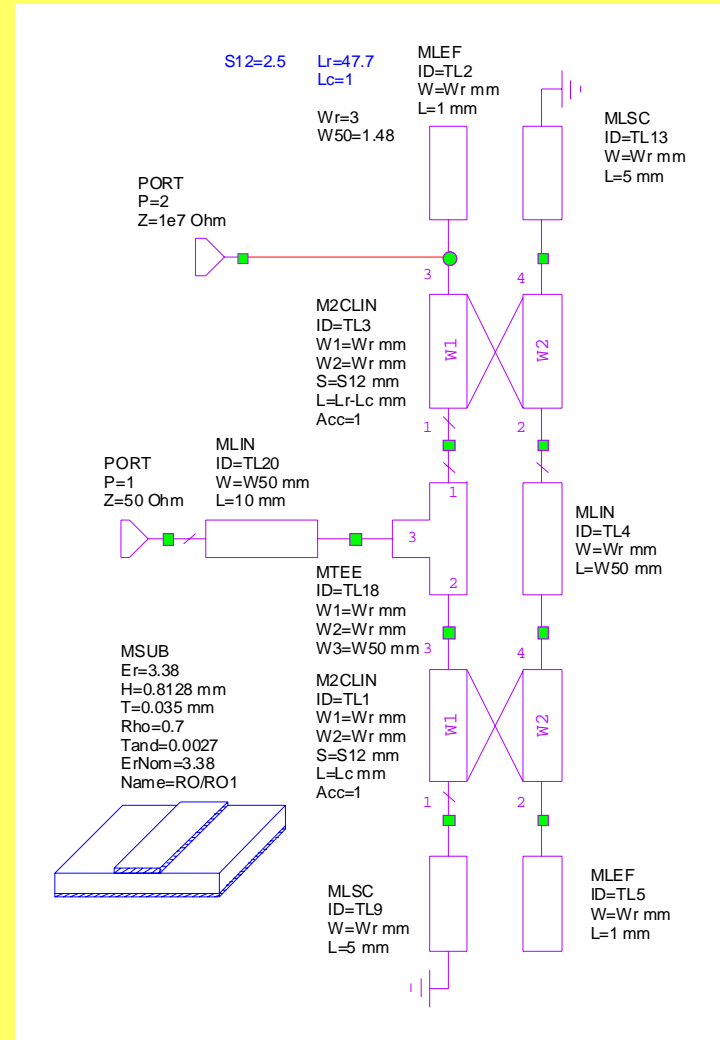 S12=2.5
Lr=47.7
Lc=1
Wr=3
W50=1.48
MLEF
ID=TL2
W=Wr mm
L=1 mm
MLSC
ID=TL13
W=Wr mm
L=5 mm
PORT
P=2
Z=1e7 Ohm
3
4
M2CLIN
ID=TL3
W1=Wr mm
W2=Wr mm
S=S12 mm
L=Lr-Lc mm
Acc=1
W1
W2
1
2
PORT
P=1
Z=50 Ohm
MLIN
ID=TL20
W=W50 mm
L=10 mm
1
3
2
MLIN
ID=TL4
W=Wr mm
L=W50 mm
MTEE
ID=TL18
W1=Wr mm
W2=Wr mm
W3=W50 mm
3
4
MSUB
Er=3.38
H=0.8128 mm
T=0.035 mm
Rho=0.7
Tand=0.0027
ErNom=3.38
Name=RO/RO1
M2CLIN
ID=TL1
W1=Wr mm
W2=Wr mm
S=S12 mm
L=Lc mm
Acc=1
W1
W2
1
2
MLSC
ID=TL9
W=Wr mm
L=5 mm
MLEF
ID=TL5
W=Wr mm
L=1 mm